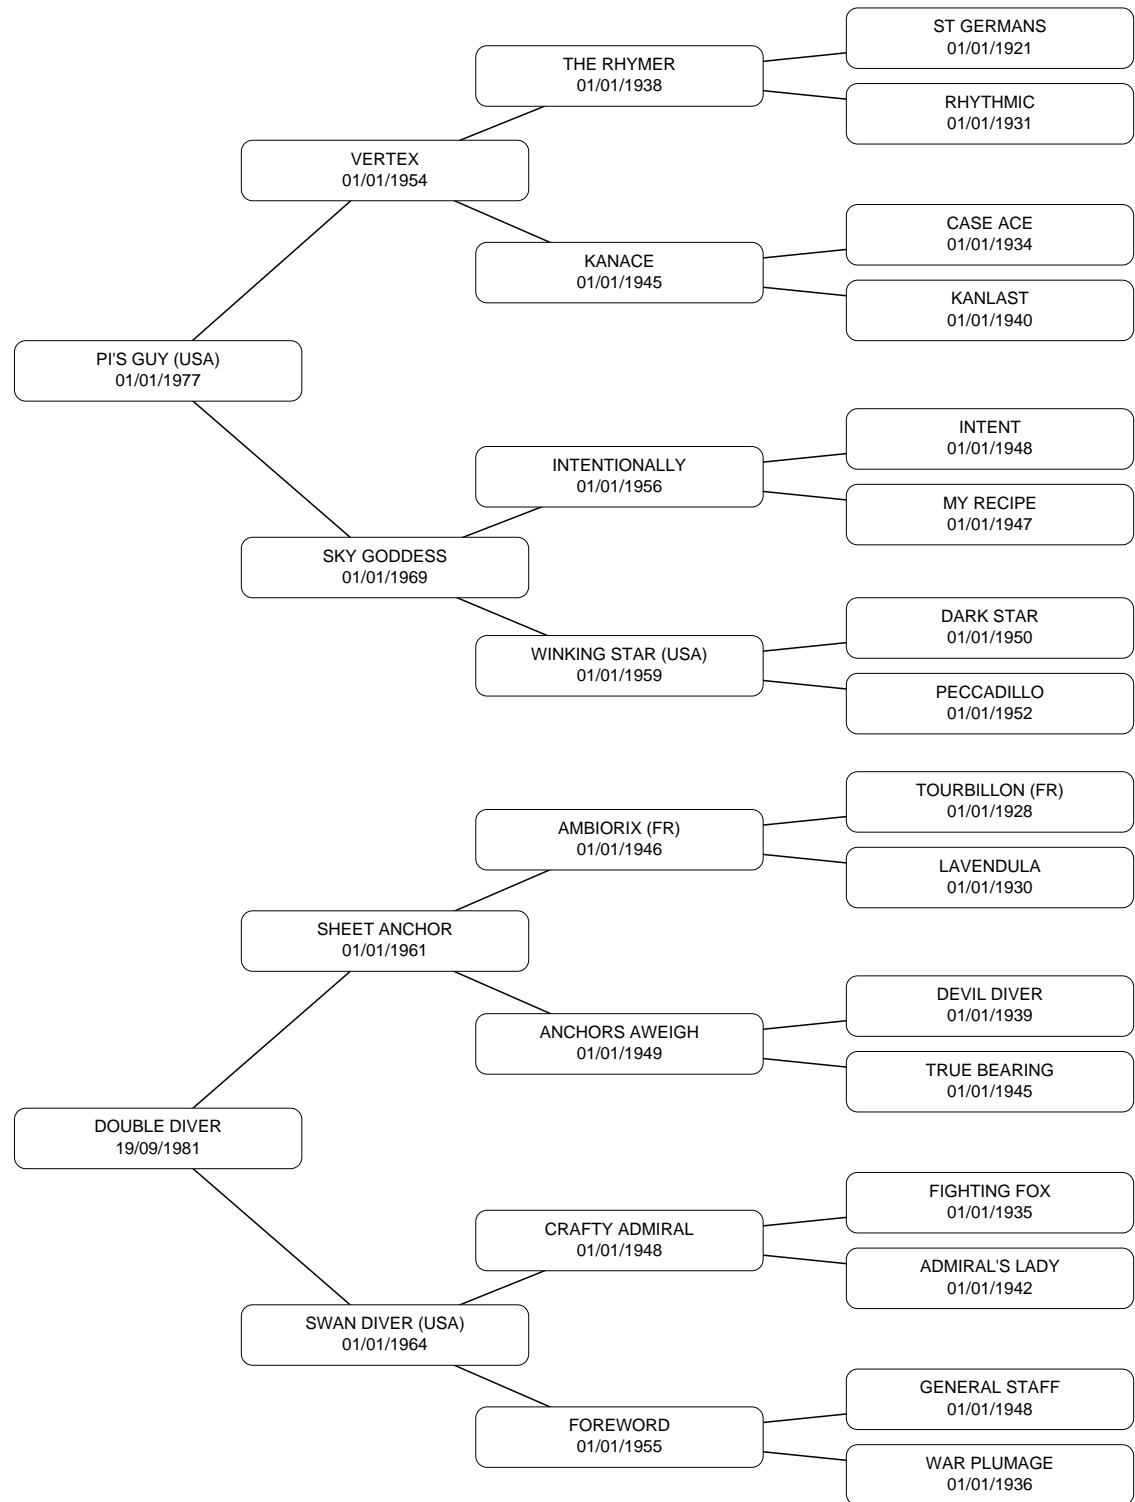 ST GERMANS
01/01/1921
THE RHYMER
01/01/1938
RHYTHMIC
01/01/1931
VERTEX
01/01/1954
CASE ACE
01/01/1934
KANACE
01/01/1945
KANLAST
01/01/1940
PI'S GUY (USA)
01/01/1977
INTENT
01/01/1948
INTENTIONALLY
01/01/1956
MY RECIPE
01/01/1947
SKY GODDESS
01/01/1969
DARK STAR
01/01/1950
WINKING STAR (USA)
01/01/1959
PECCADILLO
01/01/1952
TOURBILLON (FR)
01/01/1928
AMBIORIX (FR)
01/01/1946
LAVENDULA
01/01/1930
SHEET ANCHOR
01/01/1961
DEVIL DIVER
01/01/1939
ANCHORS AWEIGH
01/01/1949
TRUE BEARING
01/01/1945
DOUBLE DIVER
19/09/1981
FIGHTING FOX
01/01/1935
CRAFTY ADMIRAL
01/01/1948
ADMIRAL'S LADY
01/01/1942
SWAN DIVER (USA)
01/01/1964
GENERAL STAFF
01/01/1948
FOREWORD
01/01/1955
WAR PLUMAGE
01/01/1936